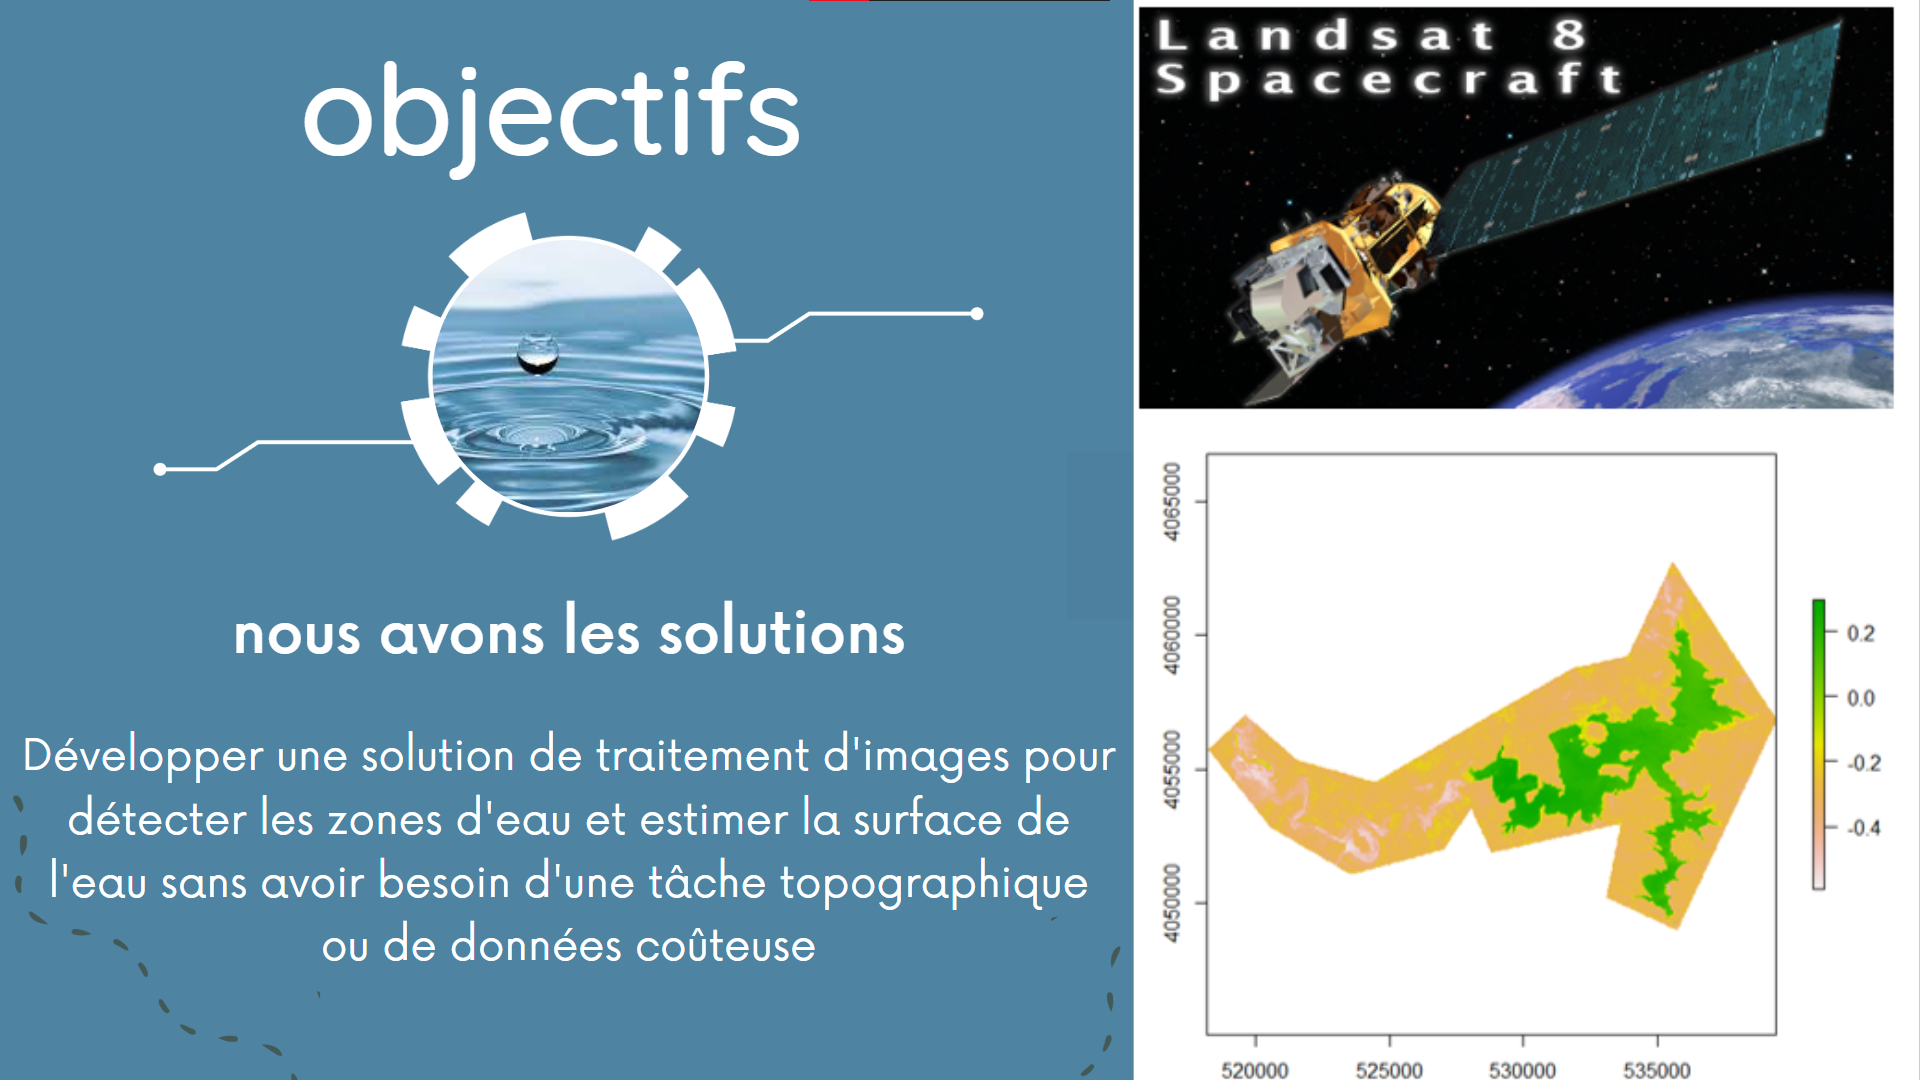 objectifs
nous avons les solutions
Développer une solution de traitement d'images pour
détecter les zones d'eau et estimer la surface de
l'eau sans avoir besoin d'une tâche topographique
ou de données coûteuse
Landsat 8
Spacecraft
4065000
4060000
4055000
4050000
520000
525000
530000
535000
0.2
0.0
-0.2
-0.4